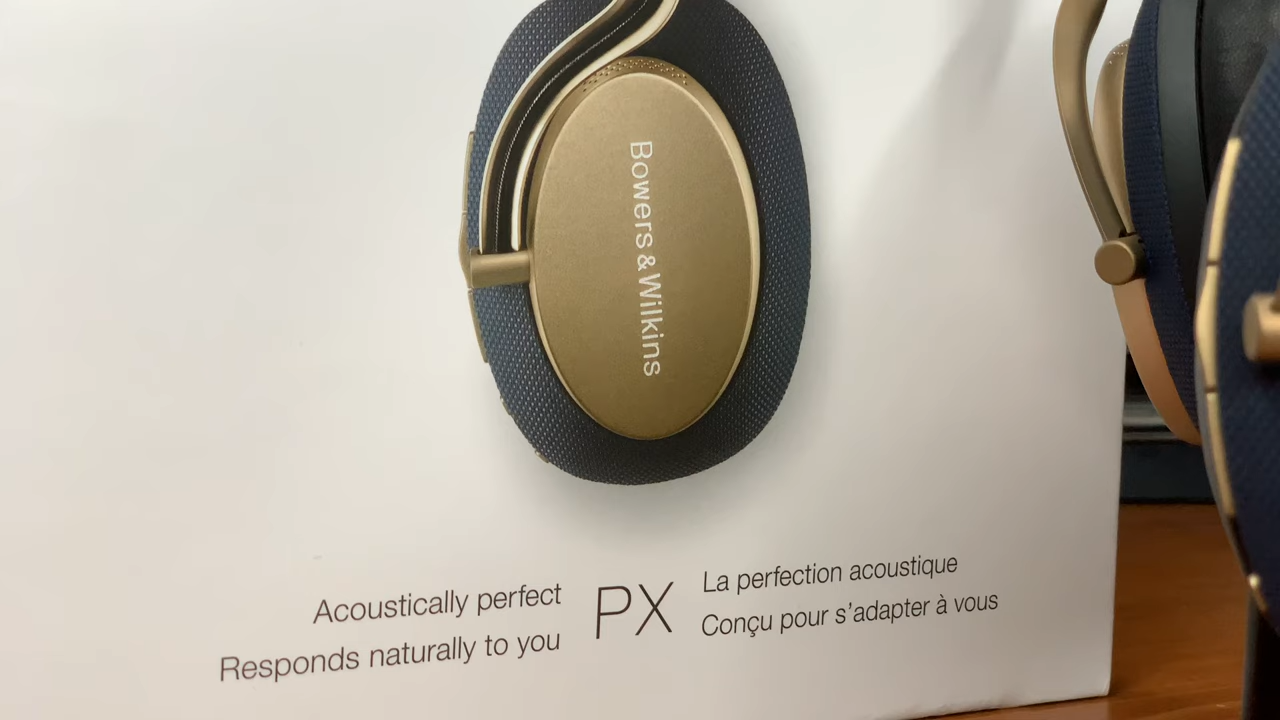 Bowers & Wilkins
Acoustically perfect
Responds naturally to you
PX
La perfection acoustique
Conçu pour s'adapter à vous